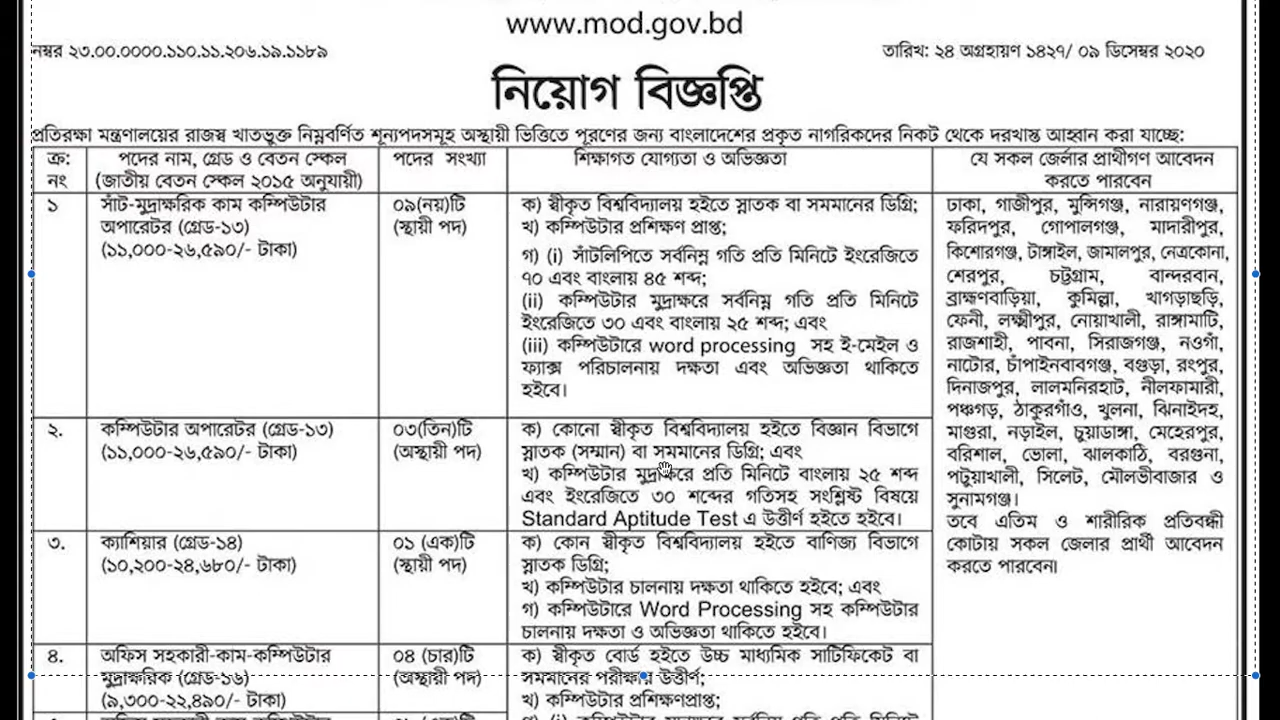 www.mod.gov.bd
নম্বর ২৩.০০.০০০০.১১০.১১.২০৬.১৯.১১৮৯
তারিখ: ২৪ অগ্রহায়ণ ১৪২৭/ ০৯ ডিসেম্বর ২০২০
নিয়োগ বিজ্ঞপ্তি
প্রতিরক্ষা মন্ত্রণালয়ের রাজস্ব খাতভুক্ত নিম্নবর্ণিত শূন্যপদসমূহ অস্থায়ী ভিত্তিতে পূরণের জন্য বাংলাদেশের প্রকৃত নাগরিকদের নিকট থেকে দরখাস্ত আহ্বান করা যাচ্ছে:
ক্র:
নং
পদের নাম, গ্রেড ও বেতন স্কেল
(জাতীয় বেতন স্কেল ২০১৫ অনুযায়ী)
পদের সংখ্যা
শিক্ষাগত যোগ্যতা ও অভিজ্ঞতা
যে সকল জেলার প্রার্থীগণ আবেদন
করতে পারবেন
১
সাঁট-মুদ্রাক্ষরিক কাম কম্পিউটার
অপারেটর (গ্রেড-১৩)
(১১,০০০-২৬,৫৯০/- টাকা)
০৯(নয়)টি
(স্থায়ী পদ)
ক) স্বীকৃত বিশ্ববিদ্যালয় হইতে স্নাতক বা সমমানের ডিগ্রি;
খ) কম্পিউটার প্রশিক্ষণ প্রাপ্ত;
গ) (i) সাঁটলিপিতে সর্বনিম্ন গতি প্রতি মিনিটে ইংরেজিতে
৭০ এবং বাংলায় ৪৫ শব্দ;
(ii) কম্পিউটার মুদ্রাক্ষরে সর্বনিম্ন গতি প্রতি মিনিটে
ইংরেজিতে ৩০ এবং বাংলায় ২৫ শব্দ; এবং
(iii) কম্পিউটারে word processing সহ ই-মেইল ও
ফ্যাক্স পরিচালনায় দক্ষতা এবং অভিজ্ঞতা থাকিতে
হইবে।
ঢাকা, গাজীপুর, মুন্সিগঞ্জ, নারায়ণগঞ্জ,
ফরিদপুর, গোপালগঞ্জ, মাদারীপুর,
কিশোরগঞ্জ, টাঙ্গাইল, জামালপুর, নেত্রকোনা,
শেরপুর, চট্টগ্রাম, বান্দরবান,
ব্রাহ্মণবাড়িয়া, কুমিল্লা, খাগড়াছড়ি,
ফেনী, লক্ষ্মীপুর, নোয়াখালী, রাঙ্গামাটি,
রাজশাহী, পাবনা, সিরাজগঞ্জ, নওগাঁ,
নাটোর, চাঁপাইনবাবগঞ্জ, বগুড়া, রংপুর,
দিনাজপুর, লালমনিরহাট, নীলফামারী,
পঞ্চগড়, ঠাকুরগাঁও, খুলনা, ঝিনাইদহ,
মাগুরা, নড়াইল, চুয়াডাঙ্গা, মেহেরপুর,
বরিশাল, ভোলা, ঝালকাঠি, বরগুনা,
পটুয়াখালী, সিলেট, মৌলভীবাজার ও
সুনামগঞ্জ।
তবে এতিম ও শারীরিক প্রতিবন্ধী
কোটায় সকল জেলার প্রার্থী আবেদন
করতে পারবেন।
২.
কম্পিউটার অপারেটর (গ্রেড-১৩)
(১১,০০০-২৬,৫৯০/- টাকা)
০৩(তিন)টি
(অস্থায়ী পদ)
ক) কোনো স্বীকৃত বিশ্ববিদ্যালয় হইতে বিজ্ঞান বিভাগে
স্নাতক (সম্মান) বা সমমানের ডিগ্রি; এবং
খ) কম্পিউটার মুদ্রাক্ষরে প্রতি মিনিটে বাংলায় ২৫ শব্দ
এবং ইংরেজিতে ৩০ শব্দের গতিসহ সংশ্লিষ্ট বিষয়ে
Standard Aptitude Test এ উত্তীর্ণ হইতে হইবে।
৩.
ক্যাশিয়ার (গ্রেড-১৪)
(১০,২০০-২৪,৬৮০/- টাকা)
০১ (এক)টি
(স্থায়ী পদ)
ক) কোন স্বীকৃত বিশ্ববিদ্যালয় হইতে বাণিজ্য বিভাগে
স্নাতক ডিগ্রি;
খ) কম্পিউটার চালনায় দক্ষতা থাকিতে হইবে; এবং
গ) কম্পিউটারে Word Processing সহ কম্পিউটার
চালনায় দক্ষতা ও অভিজ্ঞতা থাকিতে হইবে।
৪.
অফিস সহকারী-কাম-কম্পিউটার
মুদ্রাক্ষরিক (গ্রেড-১৬)
(৯,৩০০-২২,৪৯০/- টাকা)
০৪ (চার)টি
(অস্থায়ী পদ)
ক) স্বীকৃত বোর্ড হইতে উচ্চ মাধ্যমিক সার্টিফিকেট বা
সমমানের পরীক্ষায় উত্তীর্ণ;
খ) কম্পিউটার প্রশিক্ষণপ্রাপ্ত;